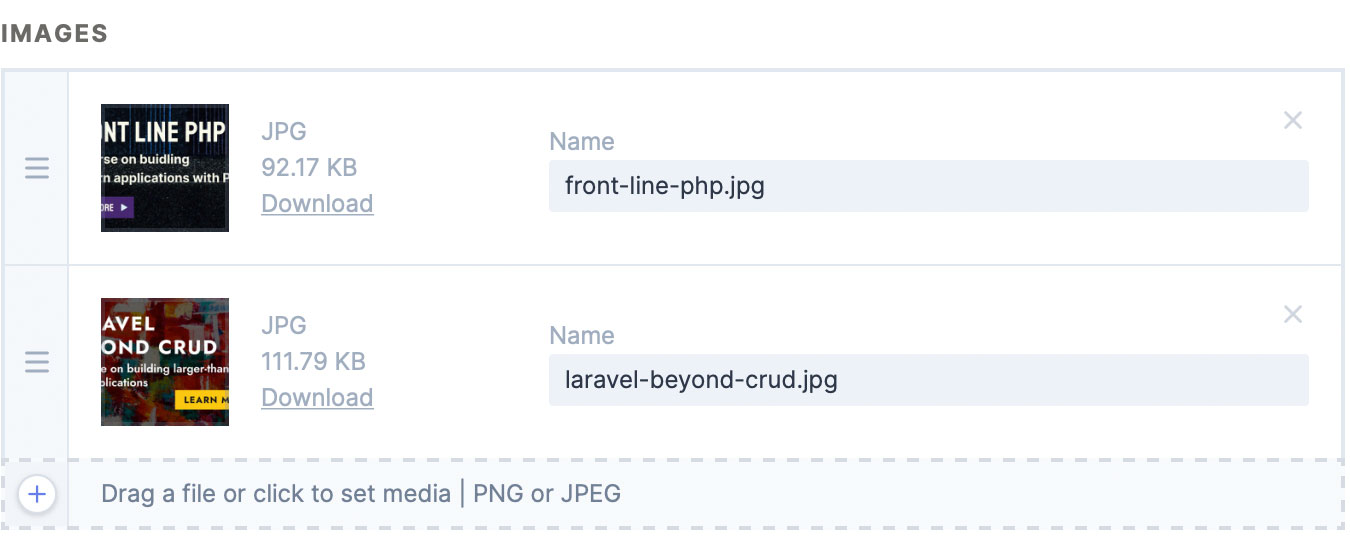 IMAGES
NT LINE PHP
rse on buidling
n applications with P
ORE
JPG
92.17 KB
Download
Name
front-line-php.jpg
AVEL
OND CRUD
e on building larger-than
plications
LEARN M
JPG
111.79 KB
Download
Name
laravel-beyond-crud.jpg
Drag a file or click to set media | PNG or JPEG